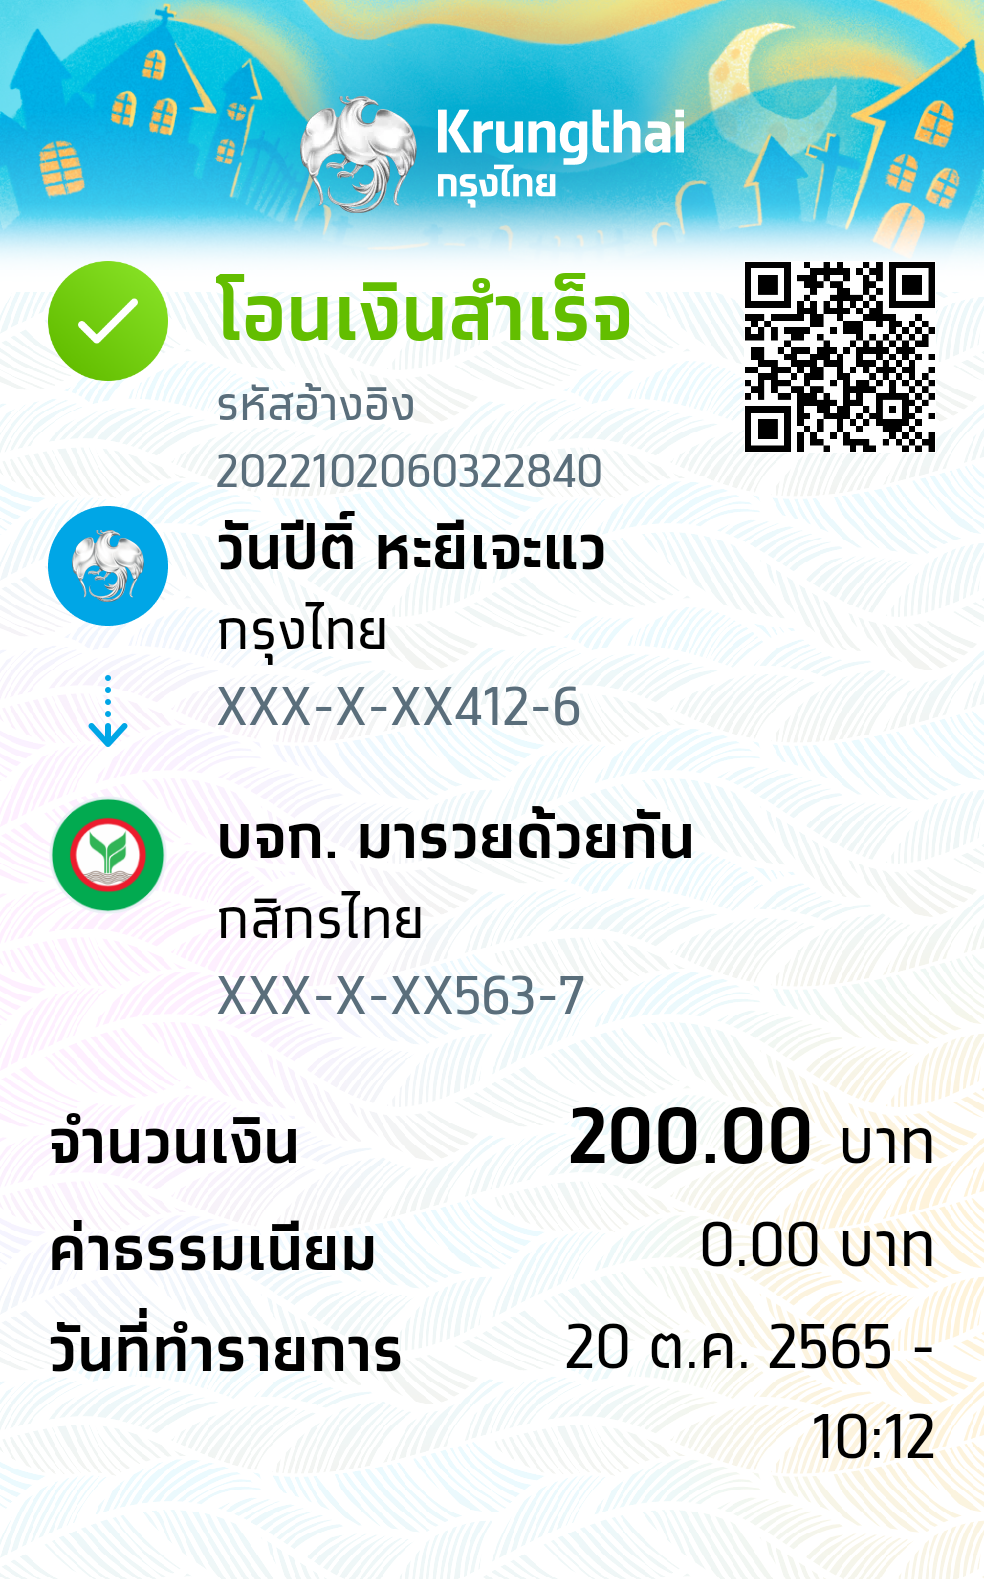 Krungthai
กรุงไทย
โอนเงินสำเร็จ
รหัสอ้างอิง
2022102060322840
วันปีติ์ หะยีเจะแว
กรุงไทย
XXX-X-XX412-6
บจก. มารวยด้วยกัน
กสิกรไทย
XXX-X-XX563-7
จำนวนเงิน 200.00 บาท
ค่าธรรมเนียม 0.00 บาท
วันที่ทำรายการ 20 ต.ค. 2565 -
10:12